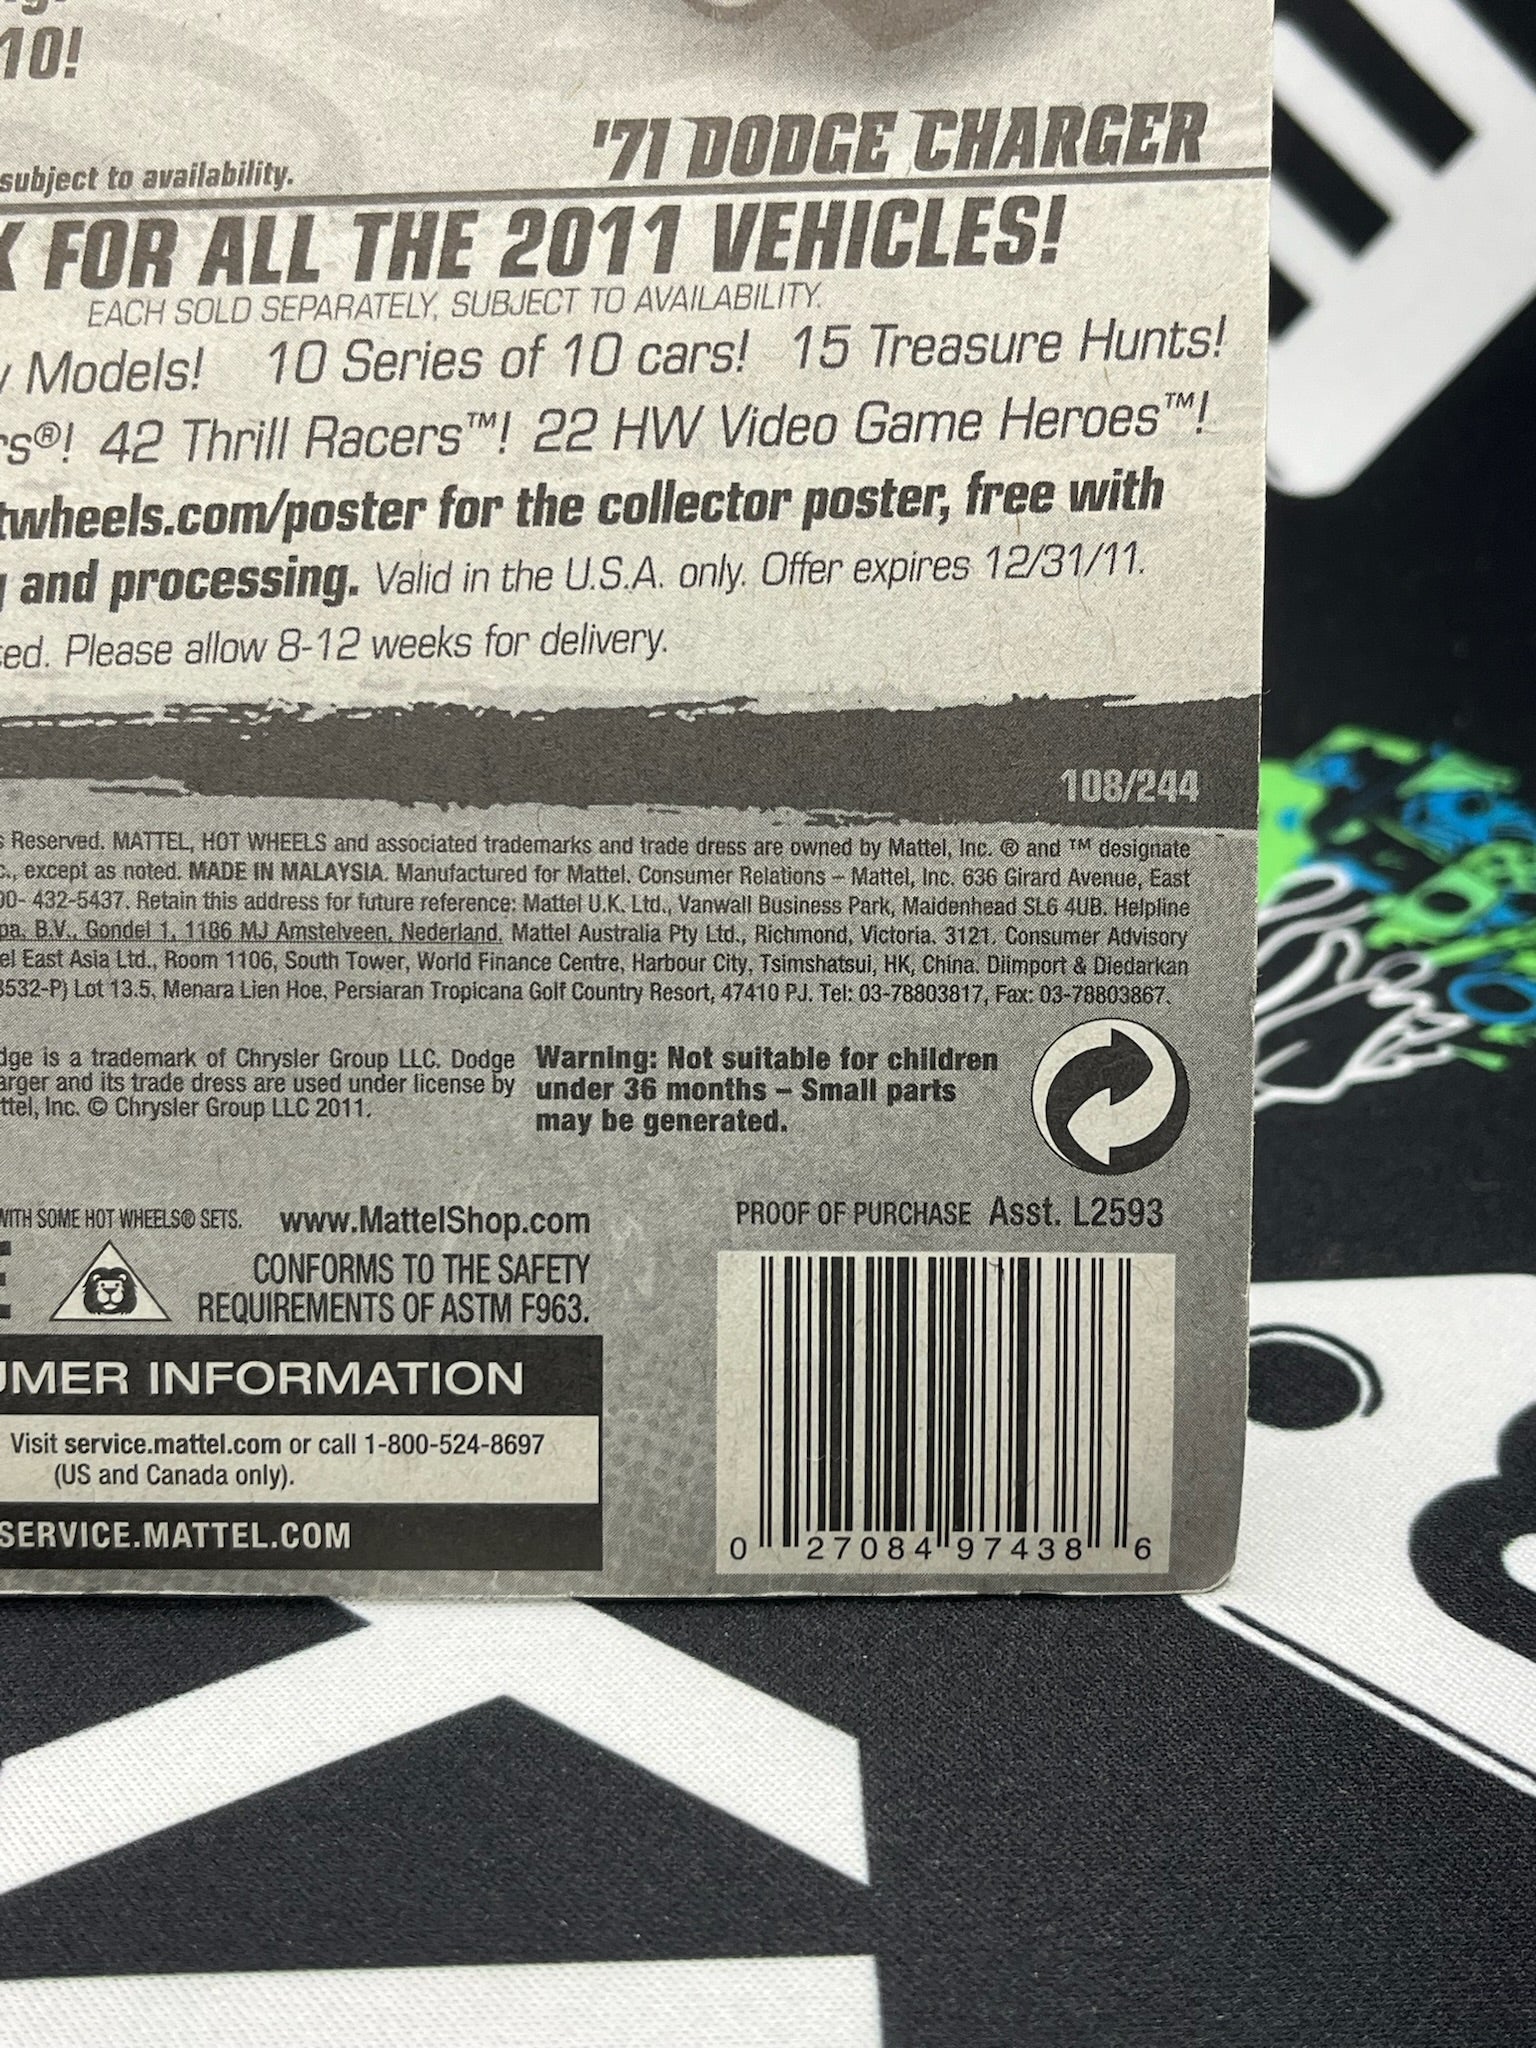 10!
'71 DODGE CHARGER
subject to availability.
FOR ALL THE 2011 VEHICLES!
EACH SOLD SEPARATELY, SUBJECT TO AVAILABILITY.
Models! 10 Series of 10 cars! 15 Treasure Hunts!
rs®! 42 Thrill Racers™! 22 HW Video Game Heroes™!
twheels.com/poster for the collector poster, free with
and processing. Valid in the U.S.A. only. Offer expires 12/31/11.
ed. Please allow 8-12 weeks for delivery.
108/244
s Reserved. MATTEL, HOT WHEELS and associated trademarks and trade dress are owned by Mattel, Inc. ® and ™ designate
c., except as noted. MADE IN MALAYSIA. Manufactured for Mattel. Consumer Relations – Mattel, Inc. 636 Girard Avenue, East
00- 432-5437. Retain this address for future reference: Mattel U.K. Ltd., Vanwall Business Park, Maidenhead SL6 4UB. Helpline
pa. B.V., Gondel 1, 1186 MJ Amstelveen, Nederland. Mattel Australia Pty Ltd., Richmond, Victoria. 3121. Consumer Advisory
el East Asia Ltd., Room 1106, South Tower, World Finance Centre, Harbour City, Tsimshatsui, HK, China. Diimport & Diedarkan
3532-P) Lot 13.5, Menara Lien Hoe, Persiaran Tropicana Golf Country Resort, 47410 PJ. Tel: 03-78803817, Fax: 03-78803867.
dge is a trademark of Chrysler Group LLC. Dodge
arger and its trade dress are used under license by
ttel, Inc. © Chrysler Group LLC 2011.
Warning: Not suitable for children
under 36 months – Small parts
may be generated.
WITH SOME HOT WHEELS® SETS.
www.MattelShop.com
CONFORMS TO THE SAFETY
REQUIREMENTS OF ASTM F963.
PROOF OF PURCHASE Asst. L2593
UMER INFORMATION
Visit service.mattel.com or call 1-800-524-8697
(US and Canada only).
SERVICE.MATTEL.COM
0 27084 97438 6